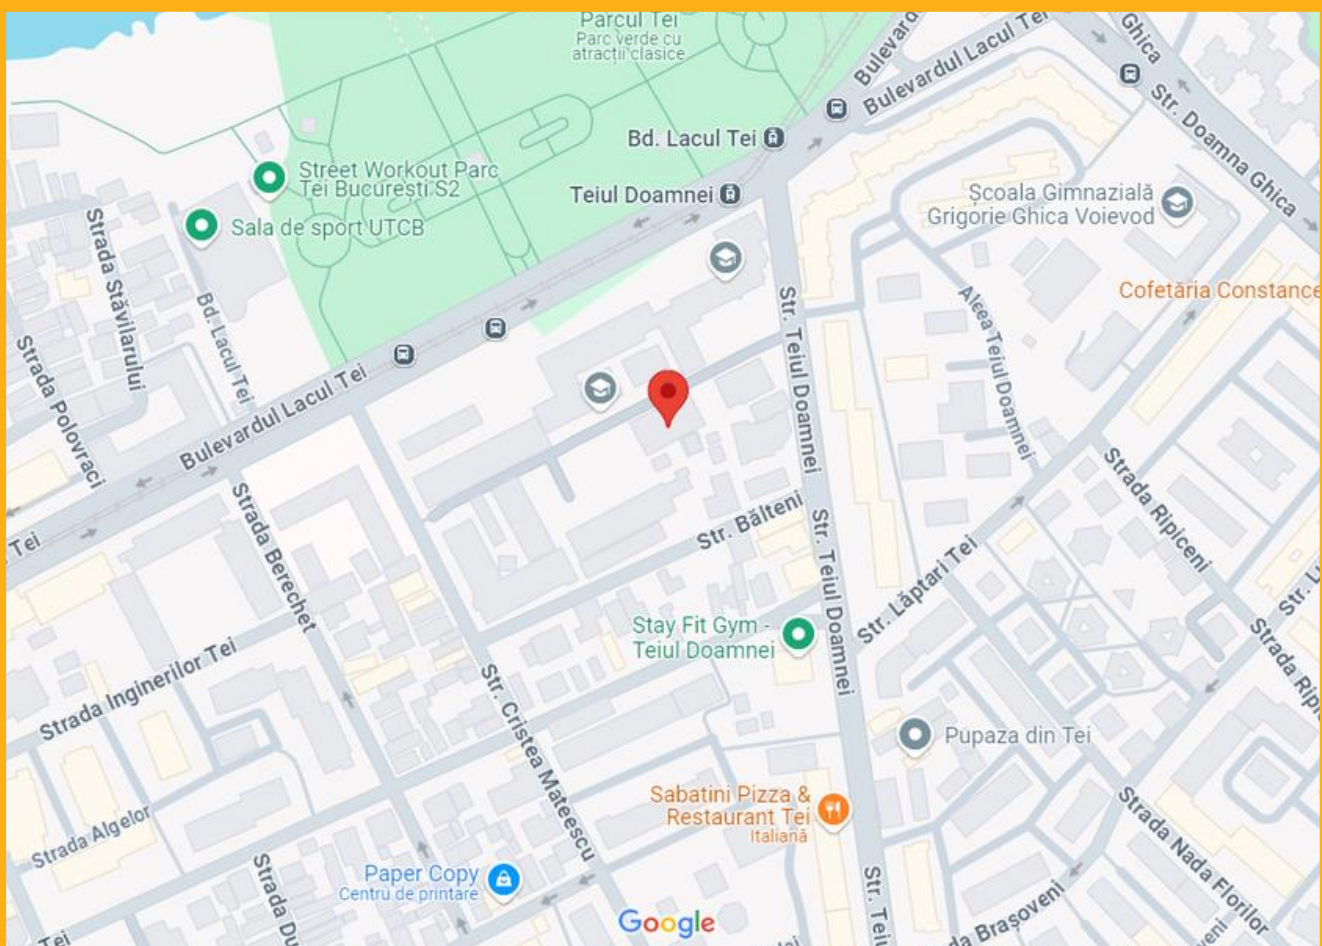 Parcul Tei
Parc verde cu
atracții clasice
Bulevardul Lacul Tei
Ghica
Str. Doamna Ghica
Bd. Lacul Tei
Teiul Doamnei
Street Workout Parc
Tei București S2
Sala de sport UTCB
Școala Gimnazială
Grigorie Ghica Voievod
Cofetăria Constance
Strada Stăvilarului
Strada Polovraci
Bd. Lacul Tei
Bulevardul Lacul Tei
Str. Teiul Doamnei
Aleea Teiul Doamnei
Tei
Strada Berechet
Str. Bălteni
Str. Teiul Doamnei
Str. Lăptari Tei
Strada Ripiceni
Stay Fit Gym -
Teiul Doamnei
Strada Inginerilor Tei
Str. Cristea Mateescu
Pupaza din Tei
Sabatini Pizza &
Restaurant Tei
Italiană
Strada Algelor
Paper Copy
Centru de printare
Strada Nada Florilor
Google
Tei